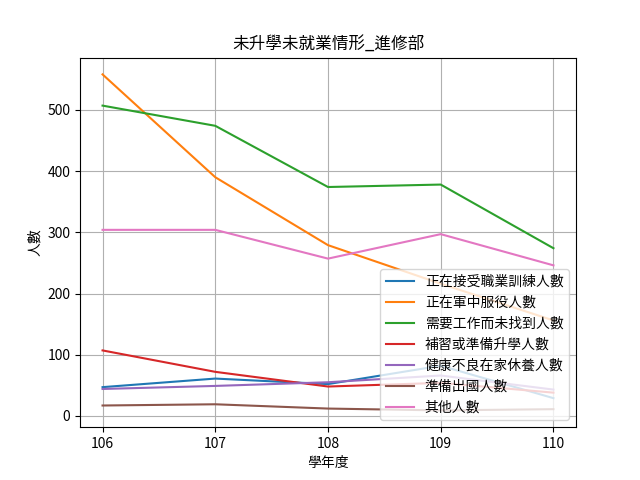 未升學未就業情形_進修部
人數
500
400
300
200
100
0
106 107 108 109 110
學年度
正在接受職業訓練人數
正在軍中服役人數
需要工作而未找到人數
補習或準備升學人數
健康不良在家休養人數
準備出國人數
其他人數